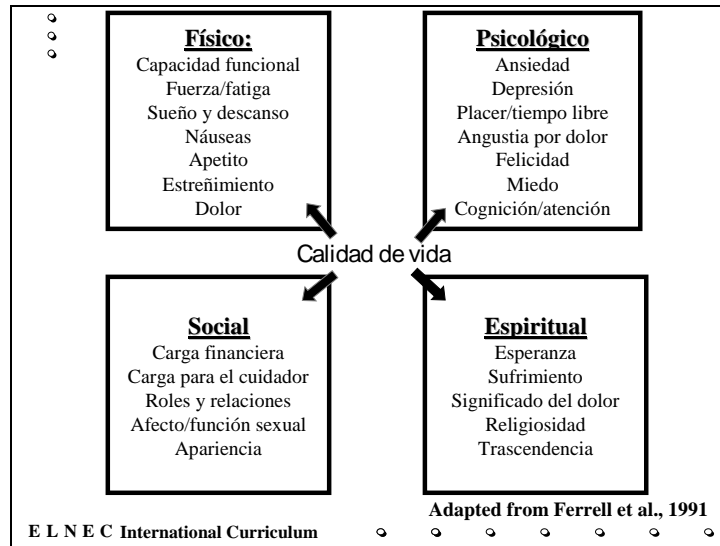 Físico:
Capacidad funcional
Fuerza/fatiga
Sueño y descanso
Náuseas
Apetito
Estreñimiento
Dolor
Psicológico
Ansiedad
Depresión
Placer/tiempo libre
Angustia por dolor
Felicidad
Miedo
Cognición/atención
Calidad de vida
Social
Carga financiera
Carga para el cuidador
Roles y relaciones
Afecto/función sexual
Apariencia
Espiritual
Esperanza
Sufrimiento
Significado del dolor
Religiosidad
Trascendencia
Adapted from Ferrell et al., 1991
E L N E C International Curriculum